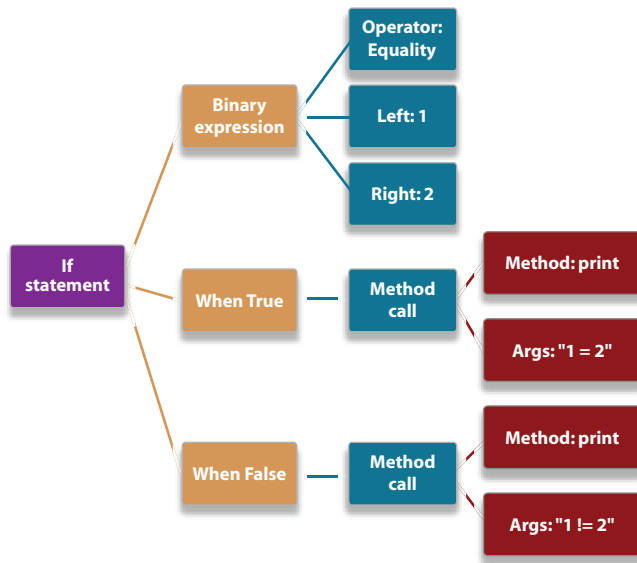 If
statement
Binary
expression
Operator:
Equality
Left: 1
Right: 2
When True
Method
call
Method: print
Args: "1 = 2"
When False
Method
call
Method: print
Args: "1 != 2"